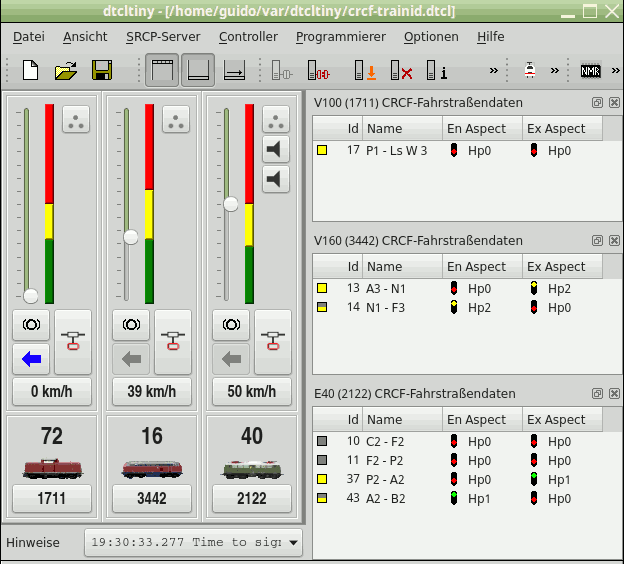 dtcltiny - [/home/guido/var/dtcltiny/crcf-trainid.dtcl]
Datei Ansicht SRCP-Server Controller Programmierer Optionen Hilfe
» » NMR »
0 km/h 39 km/h 50 km/h
72 16 40
1711 3442 2122
Hinweise 19:30:33.277 Time to sign
V100 (1711) CRCF-Fahrstraßendaten
Id Name En Aspect Ex Aspect
17 P1 - Ls W 3 Hp0 Hp0
V160 (3442) CRCF-Fahrstraßendaten
Id Name En Aspect Ex Aspect
13 A3 - N1 Hp0 Hp2
14 N1 - F3 Hp2 Hp0
E40 (2122) CRCF-Fahrstraßendaten
Id Name En Aspect Ex Aspect
10 C2 - F2 Hp0 Hp0
11 F2 - P2 Hp0 Hp0
37 P2 - A2 Hp0 Hp1
43 A2 - B2 Hp1 Hp0